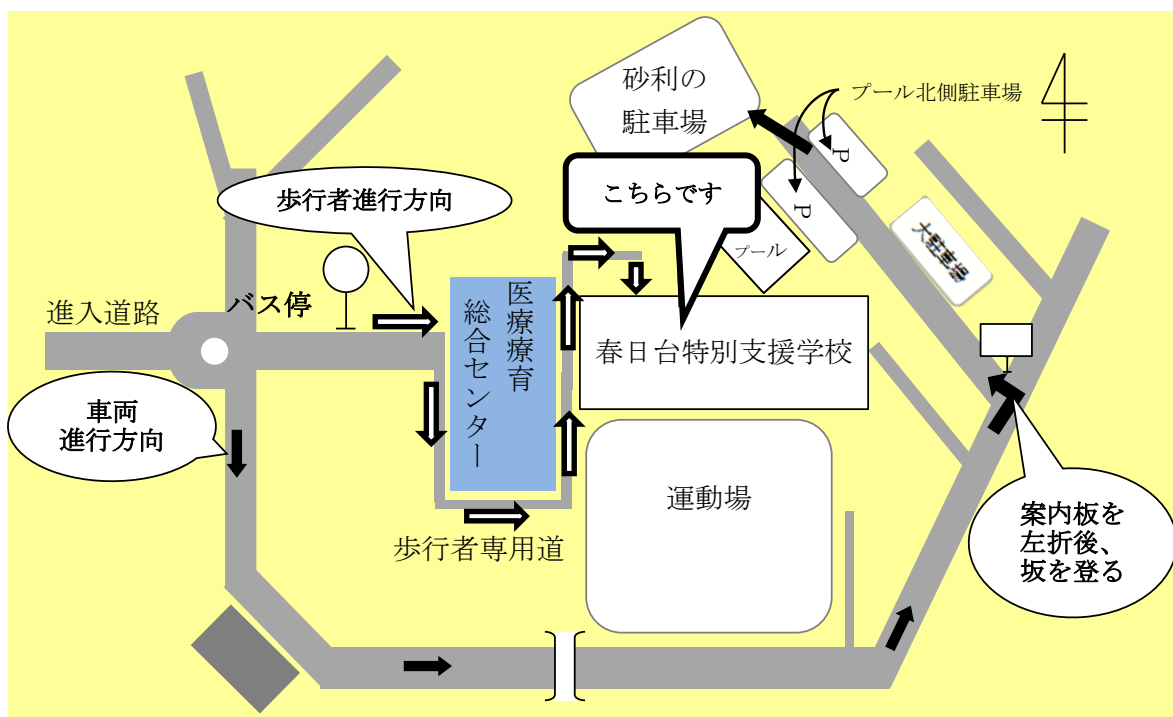 砂利の
駐車場
プール北側駐車場
P
P
こちらです
歩行者進行方向
大駐車場
プール
バス停
進入道路
医療療育
総合センター
春日台特別支援学校
車両
進行方向
運動場
案内板を
左折後、
坂を登る
歩行者専用道